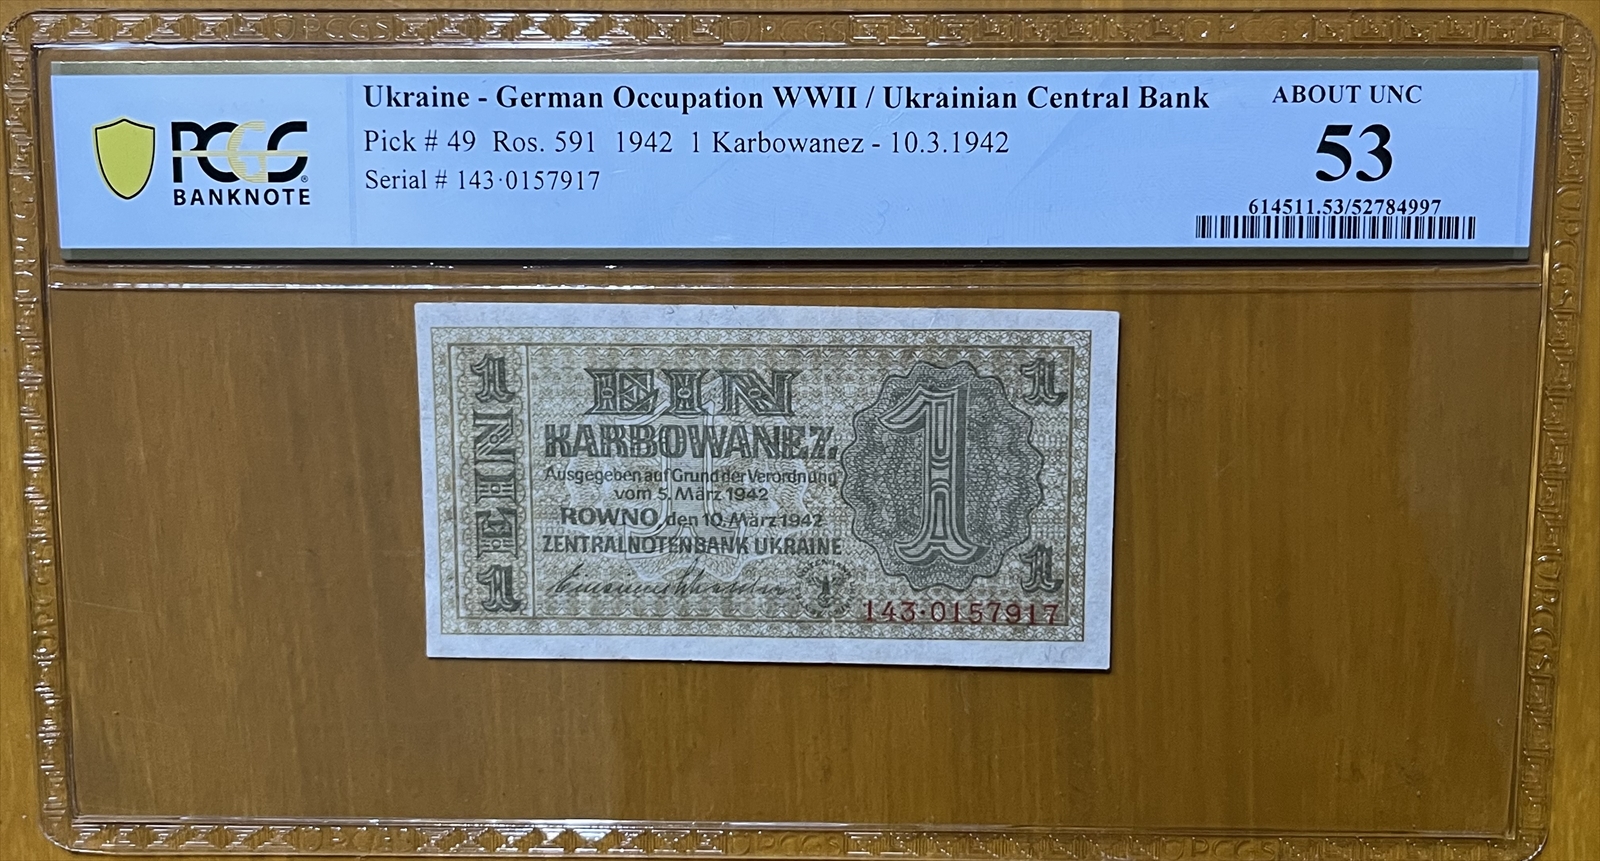 Ukraine - German Occupation WWII / Ukrainian Central Bank
Pick # 49 Ros. 591 1942 1 Karbowanez - 10.3.1942
Serial # 143·0157917
ABOUT UNC
53
614511.53/52784997
PCGS
BANKNOTE
1
EIN
1
EIN
KARBOWANEZ
Ausgegeben auf Grund der Verordnung
vom 5. März 1942
ROWNO, den 10. März 1942
ZENTRALNOTENBANK UKRAINE
1
1
1
143·0157917